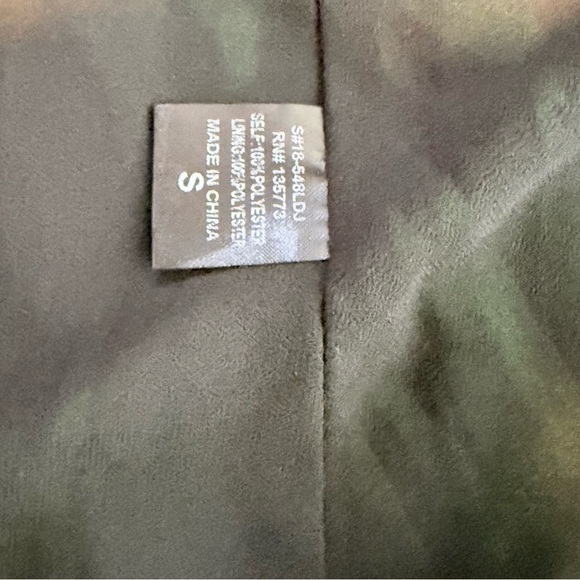 S#18-548LDJ
RN# 135773
SELF:100%POLYESTER
LINING:100%POLYESTER
MADE IN CHINA
S